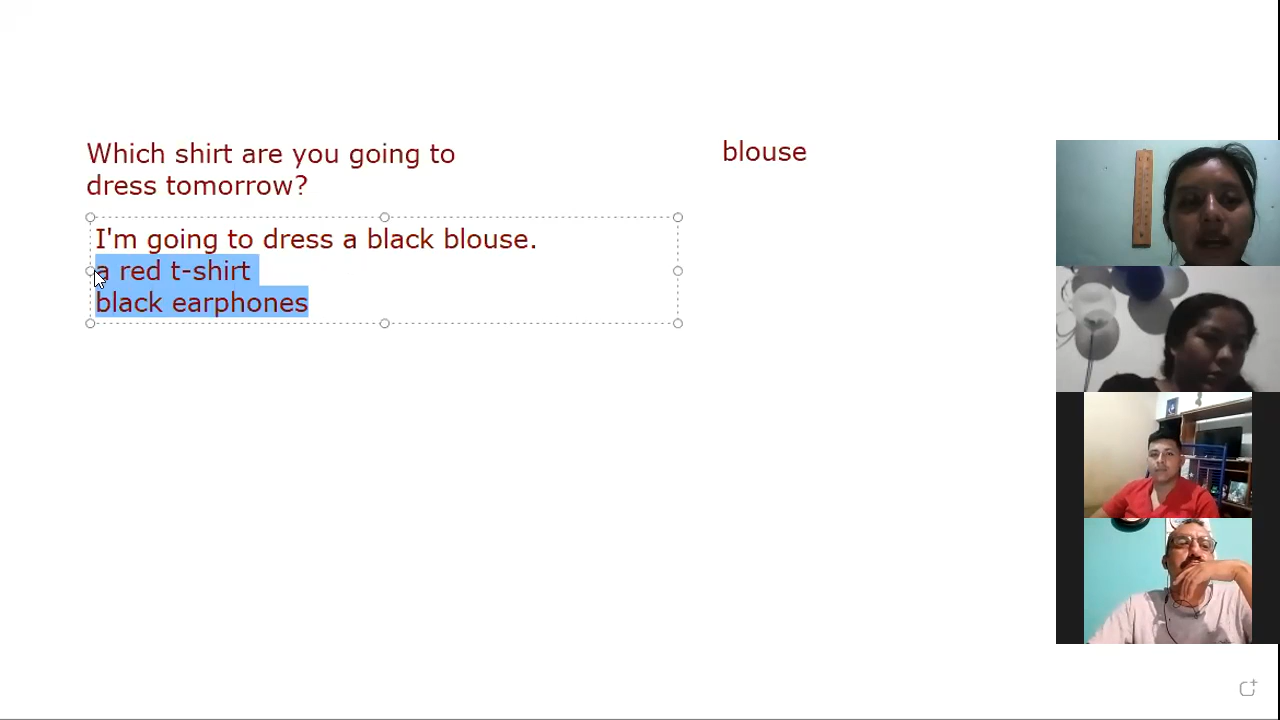 Which shirt are you going to
dress tomorrow?
blouse
I'm going to dress a black blouse.
a red t-shirt
black earphones